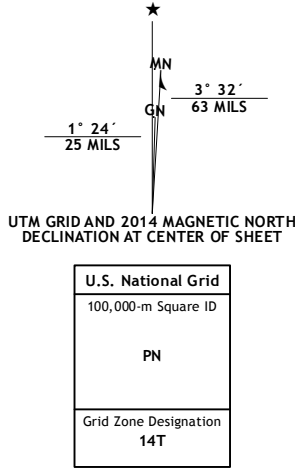 MN
3° 32´
63 MILS
GN
1° 24´
25 MILS
UTM GRID AND 2014 MAGNETIC NORTH
DECLINATION AT CENTER OF SHEET
U.S. National Grid
100,000-m Square ID
PN
Grid Zone Designation
14T